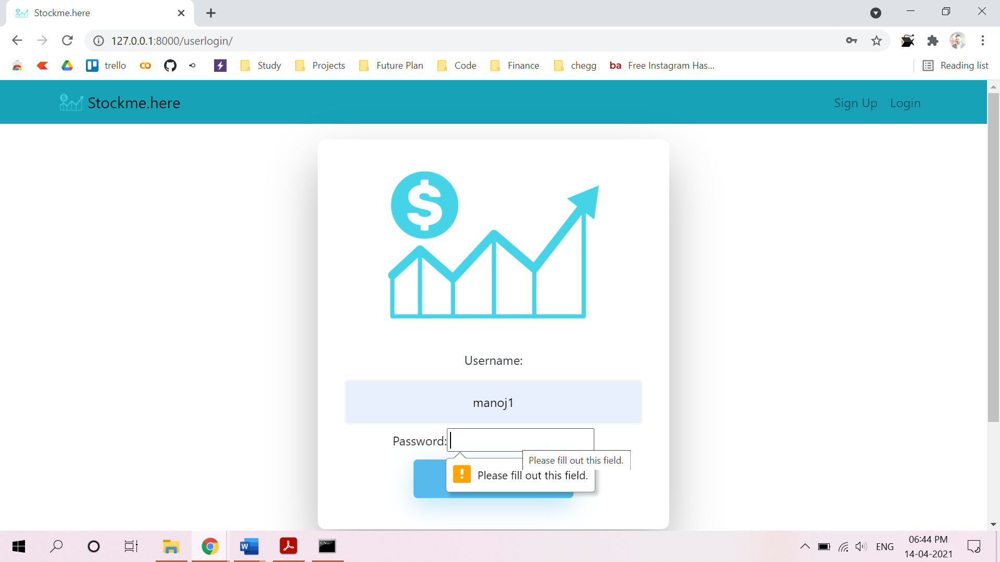 Stockme.here
127.0.0.1:8000/userlogin/
trello
Study
Projects
Future Plan
Code
Finance
chegg
ba Free Instagram Has...
Reading list
Stockme.here
Sign Up
Login
$
Username:
manoj1
Password:
Please fill out this field.
Please fill out this field.
ENG
06:44 PM
14-04-2021